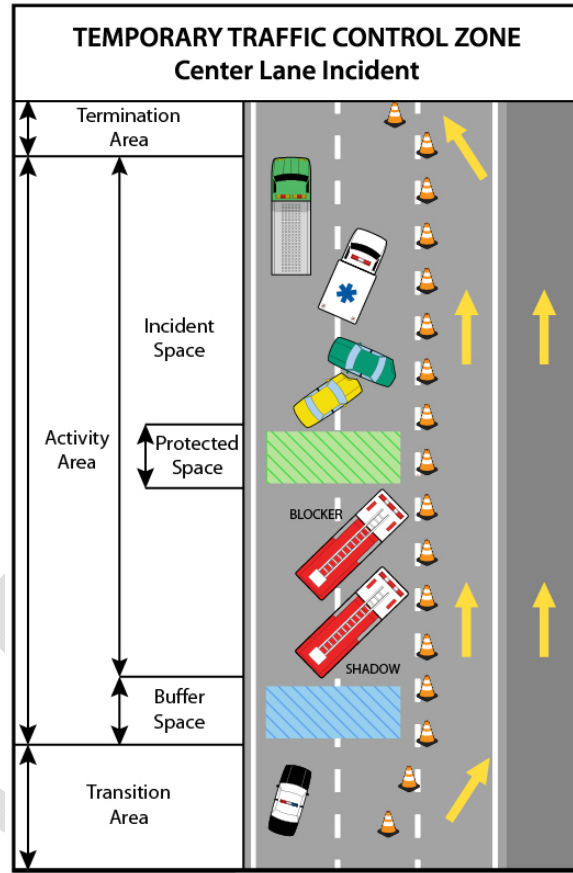 TEMPORARY TRAFFIC CONTROL ZONE
Center Lane Incident
Termination
Area
Incident
Space
Activity
Area
Protected
Space
BLOCKER
SHADOW
Buffer
Space
Transition
Area